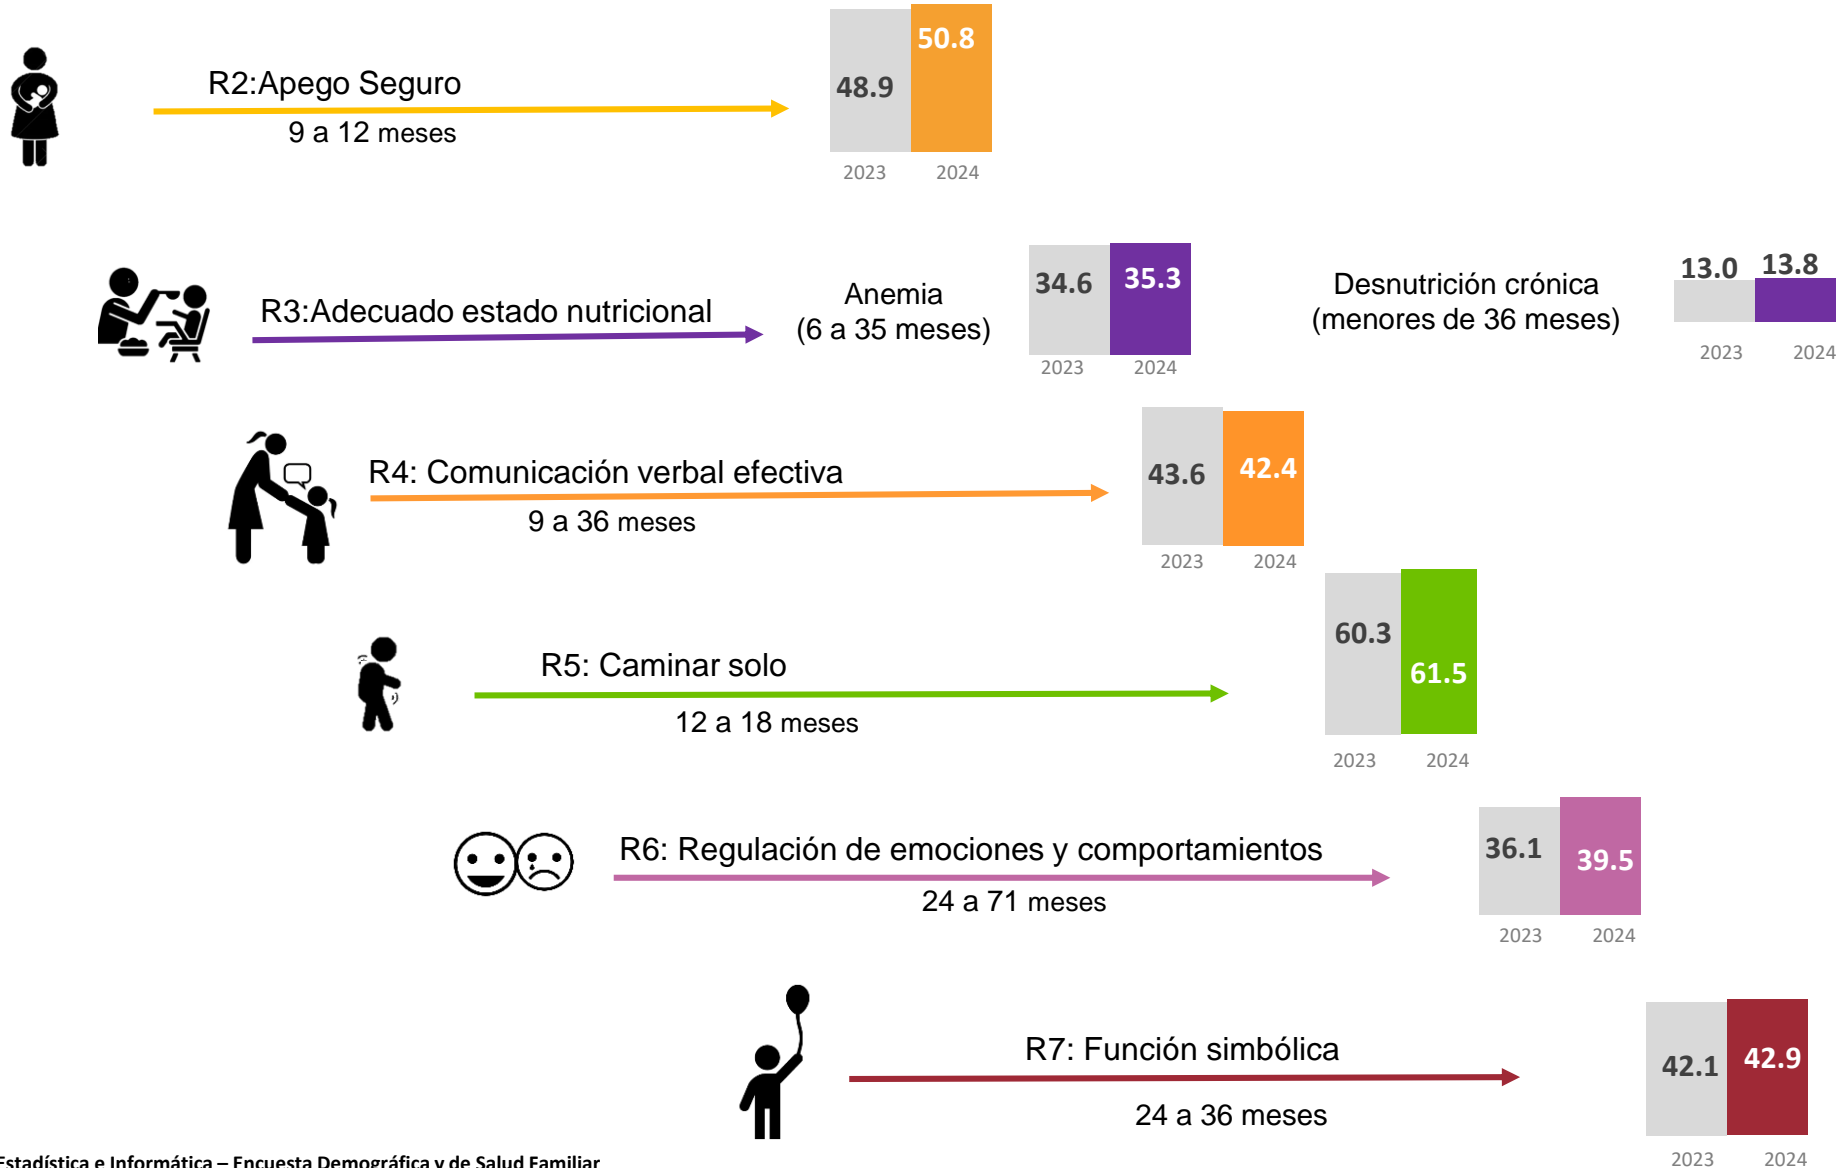 50.8
48.9
R2:Apego Seguro
9 a 12 meses
2023 2024
34.6 35.3
13.0 13.8
Anemia
(6 a 35 meses)
Desnutrición crónica
(menores de 36 meses)
R3:Adecuado estado nutricional
2023 2024
2023 2024
R4: Comunicación verbal efectiva
9 a 36 meses
43.6 42.4
2023 2024
60.3
61.5
R5: Caminar solo
12 a 18 meses
2023 2024
R6: Regulación de emociones y comportamientos
24 a 71 meses
36.1 39.5
2023 2024
R7: Función simbólica
24 a 36 meses
42.1 42.9
2023 2024
Estadística e Informática – Encuesta Demográfica y de Salud Familiar